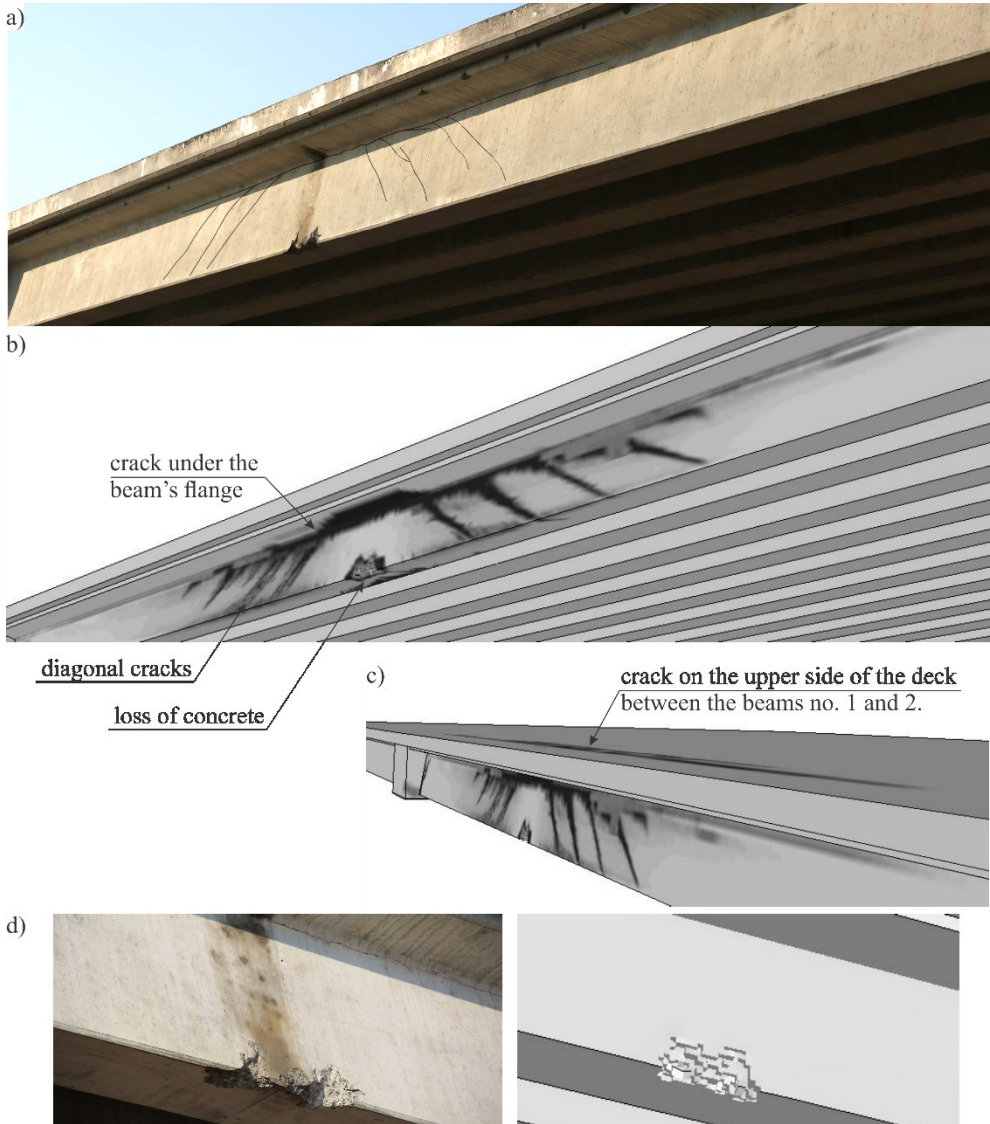 a)
b)
crack under the
beam's flange
diagonal cracks
loss of concrete
c)
crack on the upper side of the deck
between the beams no. 1 and 2.
d)